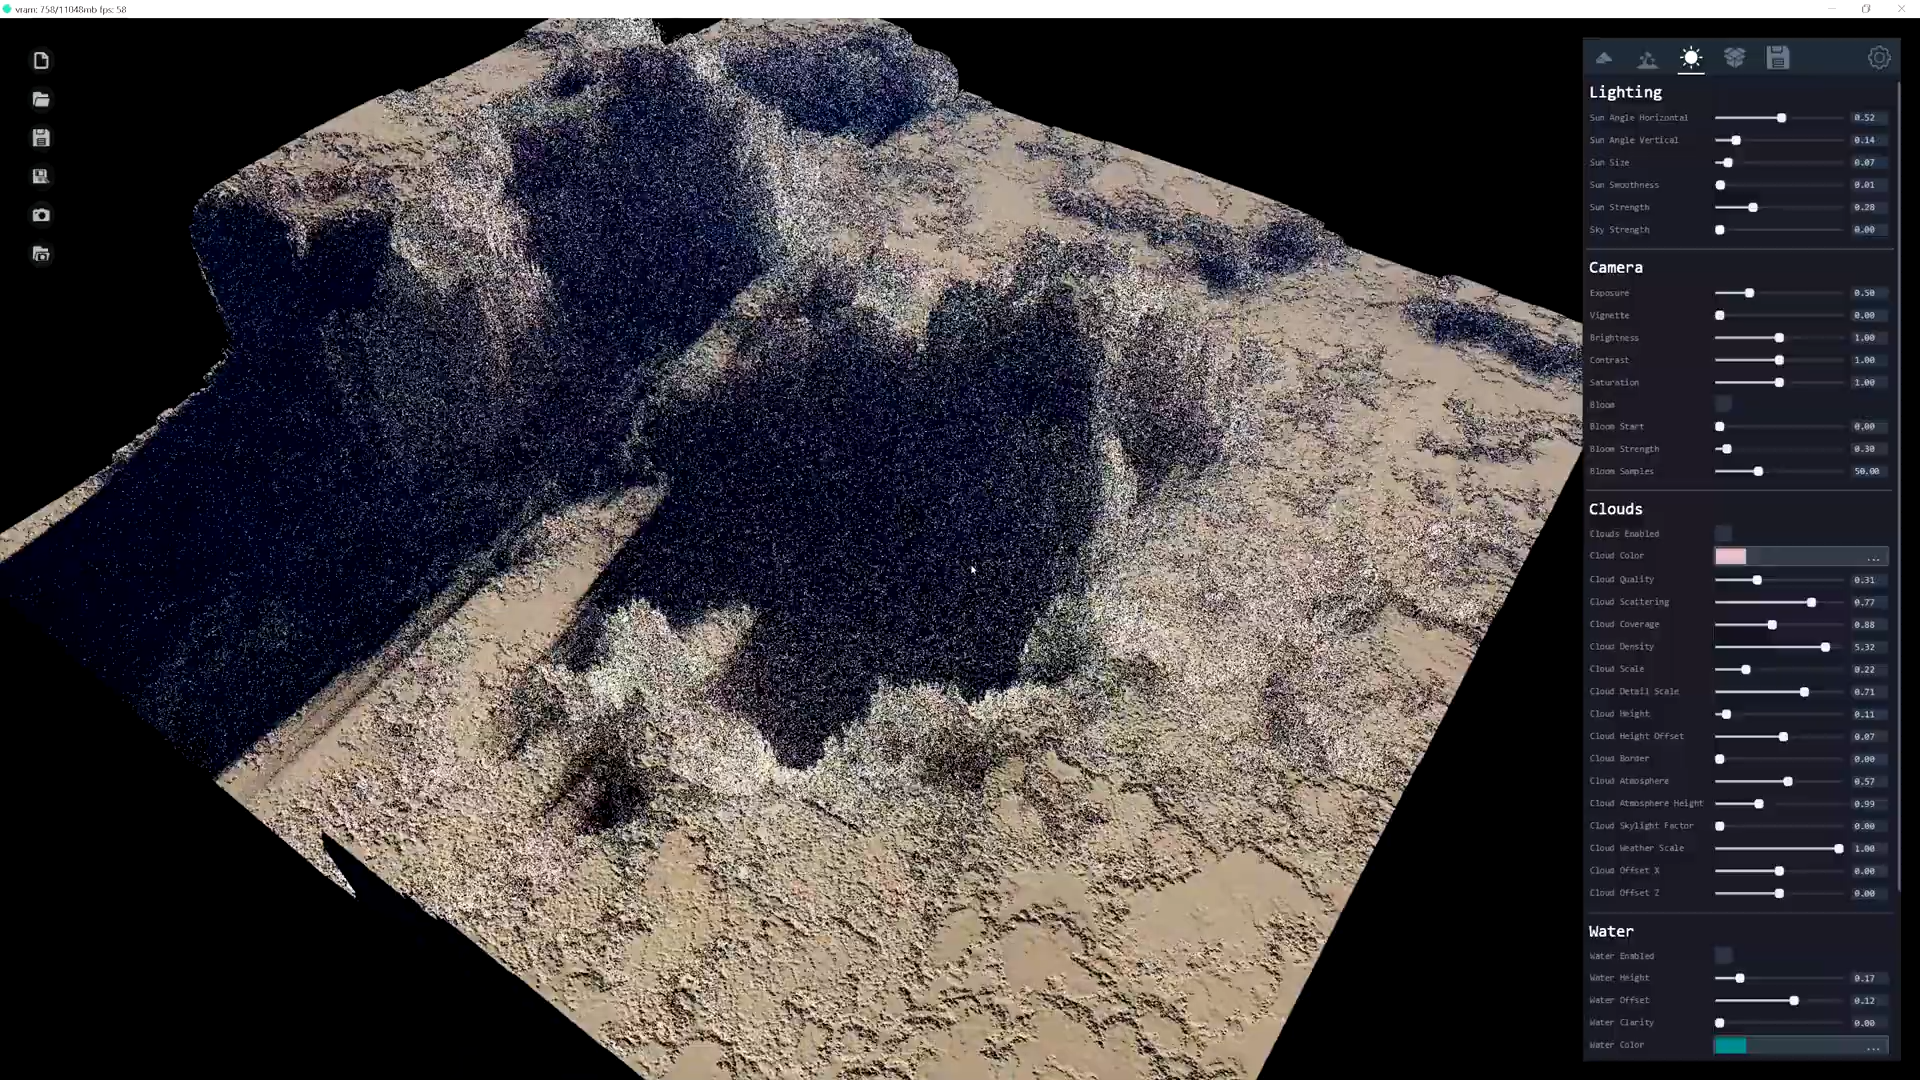 vram: 758/11048mb fps: 58
Lighting
Sun Angle Horizontal 0.52
Sun Angle Vertical 0.14
Sun Size 0.07
Sun Smoothness 0.01
Sun Strength 0.28
Sky Strength 0.00
Camera
Exposure 0.50
Vignette 0.00
Brightness 1.00
Contrast 1.00
Saturation 1.00
Bloom
Bloom Start 0.00
Bloom Strength 0.30
Bloom Samples 50.00
Clouds
Clouds Enabled
Cloud Color ...
Cloud Quality 0.31
Cloud Scattering 0.77
Cloud Coverage 0.88
Cloud Density 5.32
Cloud Scale 0.22
Cloud Detail Scale 0.71
Cloud Height 0.11
Cloud Height Offset 0.07
Cloud Border 0.00
Cloud Atmosphere 0.57
Cloud Atmosphere Height 0.99
Cloud Skylight Factor 0.00
Cloud Weather Scale 1.00
Cloud Offset X 0.00
Cloud Offset Z 0.00
Water
Water Enabled
Water Height 0.17
Water Offset 0.12
Water Clarity 0.00
Water Color ...